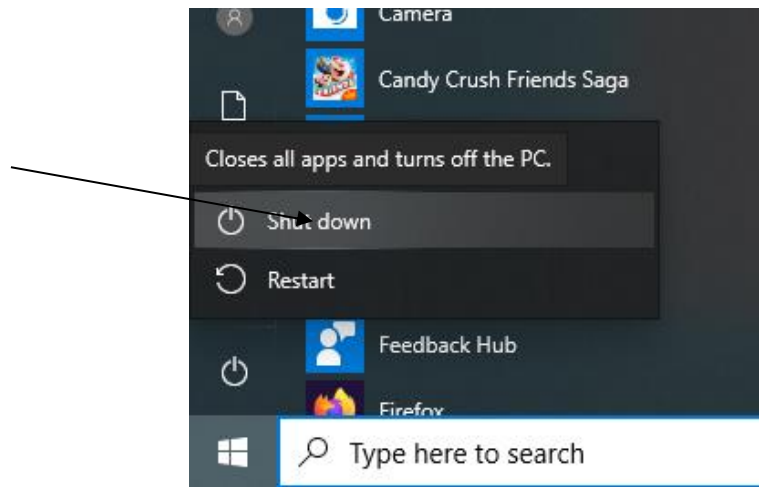 Camera
Candy Crush Friends Saga
Closes all apps and turns off the PC.
Shut down
Restart
Feedback Hub
Firefox
Type here to search